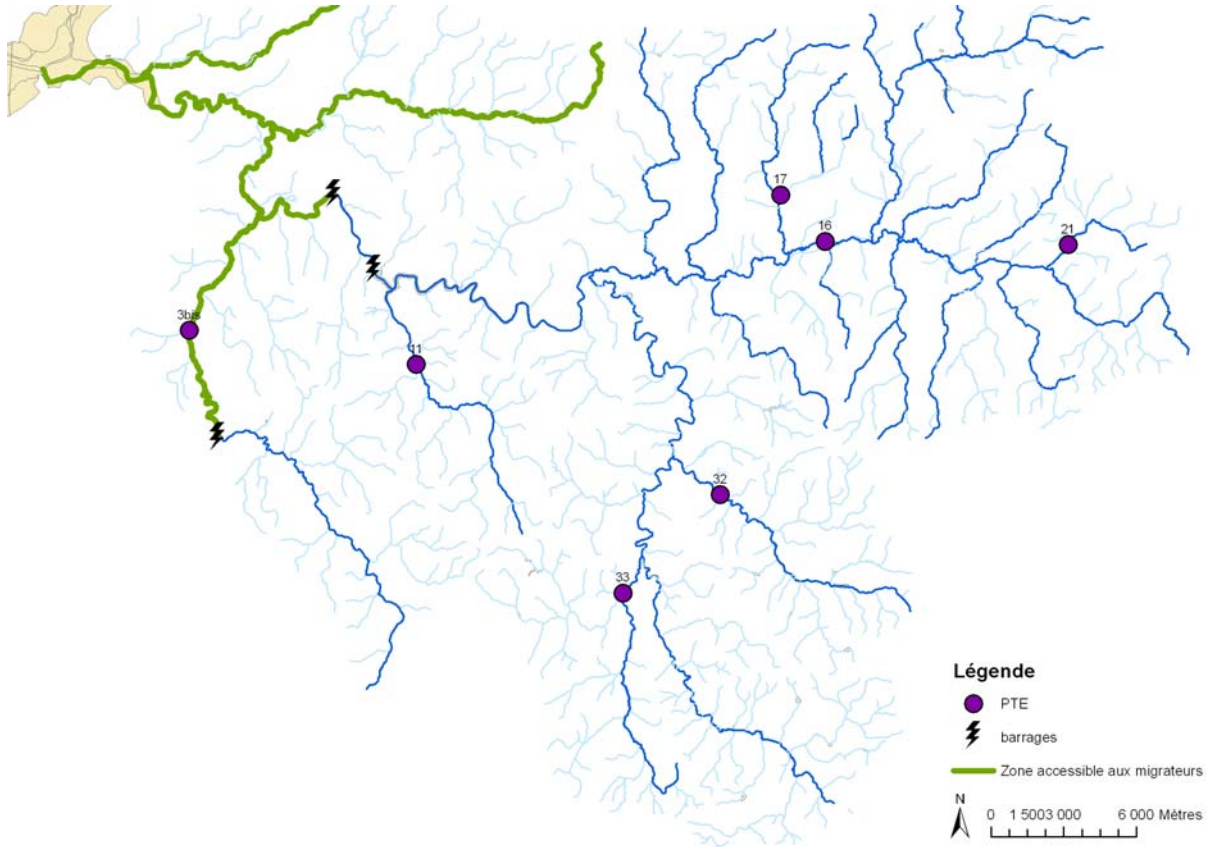 17
16
21
3bis
11
32
33
Légende
PTE
barrages
Zone accessible aux migrateurs
N
0 1 5003 000 6 000 Mètres